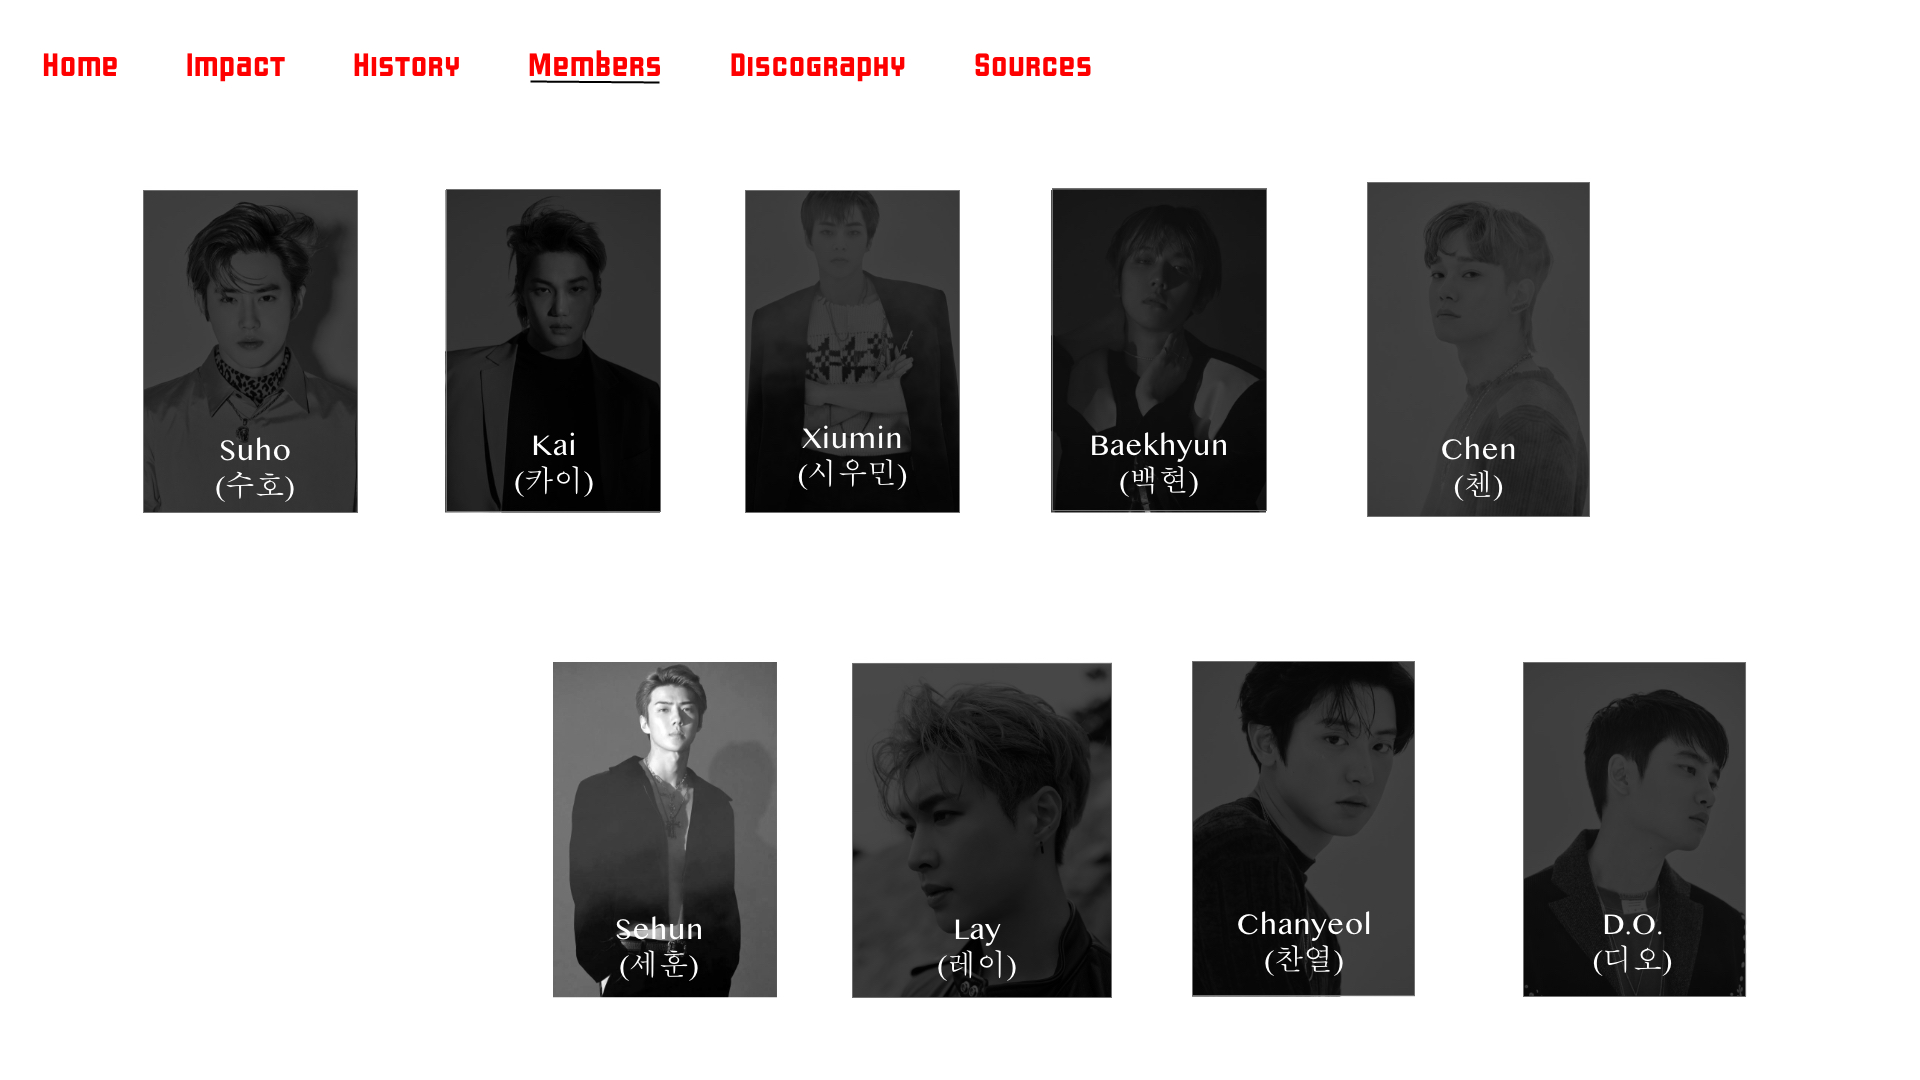 Home Impact History Members Discography Sources
Suho
(수호)
Kai
(카이)
Xiumin
(시우민)
Baekhyun
(백현)
Chen
(첸)
Sehun
(세훈)
Lay
(레이)
Chanyeol
(찬열)
D.O.
(디오)